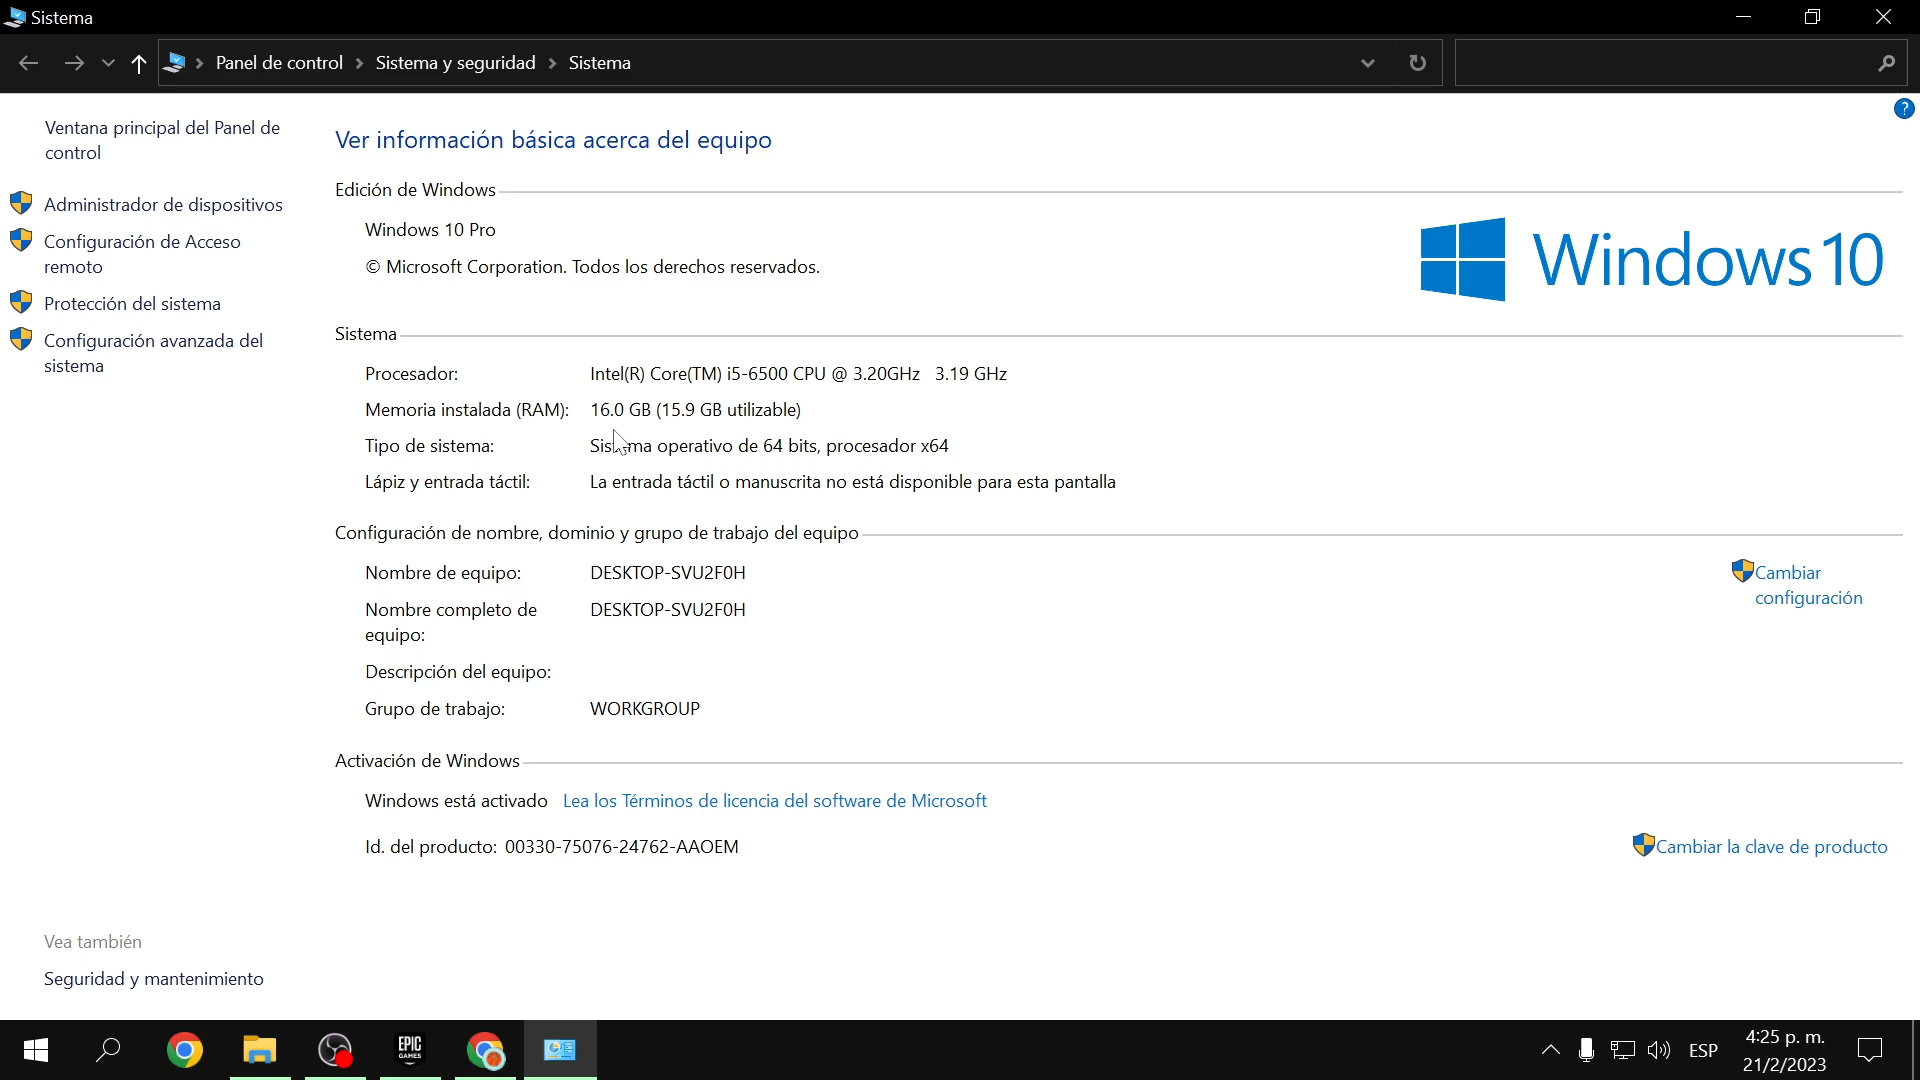 Sistema
Panel de control
Sistema y seguridad
Sistema
Ventana principal del Panel de
control
Administrador de dispositivos
Configuración de Acceso
remoto
Protección del sistema
Configuración avanzada del
sistema
Vea también
Seguridad y mantenimiento
?
Ver información básica acerca del equipo
Edición de Windows
Windows 10 Pro
© Microsoft Corporation. Todos los derechos reservados.
Windows 10
Sistema
Procesador: Intel(R) Core(TM) i5-6500 CPU @ 3.20GHz 3.19 GHz
Memoria instalada (RAM): 16.0 GB (15.9 GB utilizable)
Tipo de sistema: Sistema operativo de 64 bits, procesador x64
Lápiz y entrada táctil: La entrada táctil o manuscrita no está disponible para esta pantalla
Configuración de nombre, dominio y grupo de trabajo del equipo
Nombre de equipo: DESKTOP-SVU2F0H
Cambiar
configuración
Nombre completo de DESKTOP-SVU2F0H
equipo:
Descripción del equipo:
Grupo de trabajo: WORKGROUP
Activación de Windows
Windows está activado Lea los Términos de licencia del software de Microsoft
Id. del producto: 00330-75076-24762-AAOEM
Cambiar la clave de producto
EPIC
GAMES
ESP
4:25 p. m.
21/2/2023